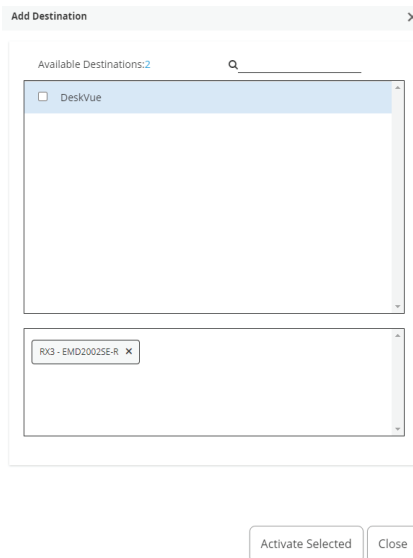 Add Destination
Available Destinations:2
DeskVue
RX3 - EMD2002SE-R ×
Activate Selected
Close